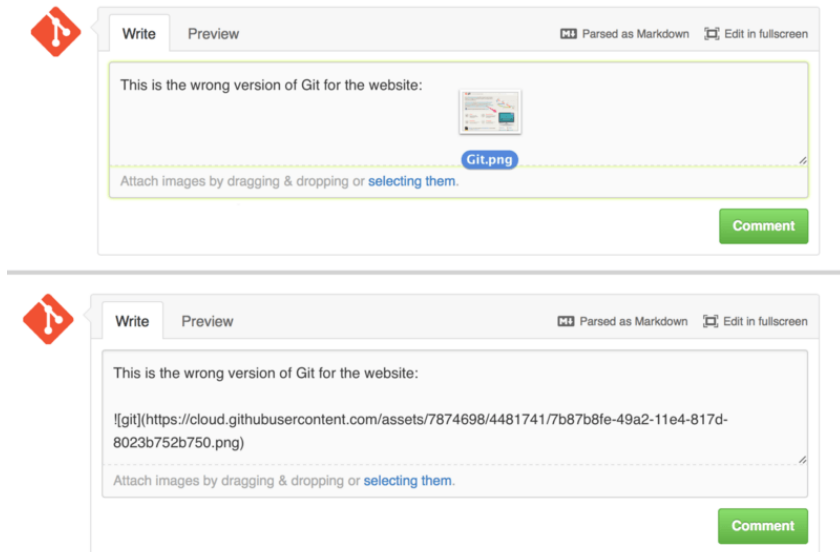 Write Preview Parsed as Markdown Edit in fullscreen
This is the wrong version of Git for the website:
Git.png
Attach images by dragging & dropping or selecting them.
Comment
Write Preview Parsed as Markdown Edit in fullscreen
This is the wrong version of Git for the website:
![git](https://cloud.githubusercontent.com/assets/7874698/4481741/7b87b8fe-49a2-11e4-817d-
8023b752b750.png)
Attach images by dragging & dropping or selecting them.
Comment